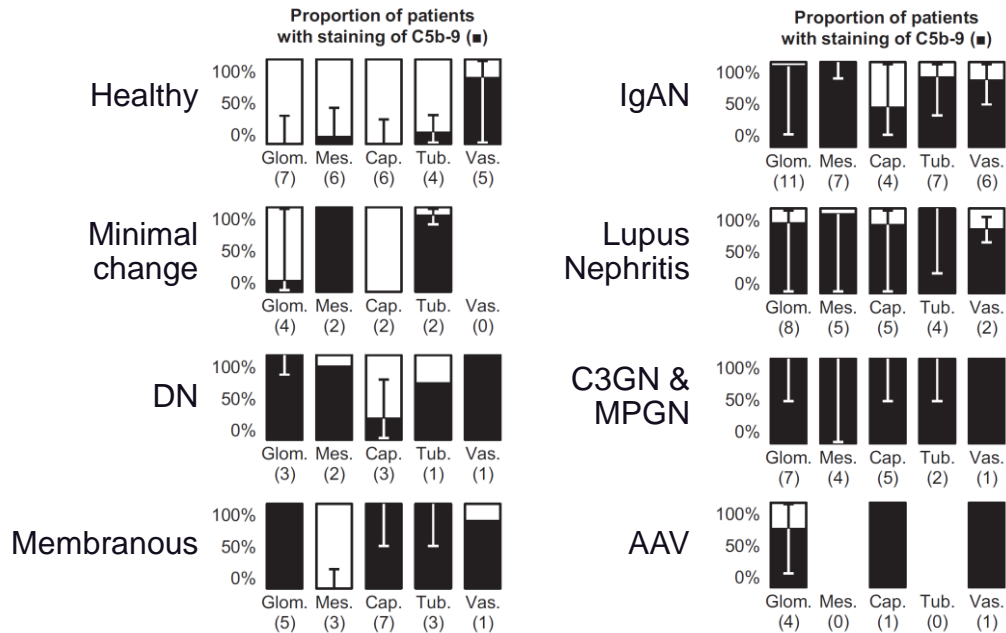 Proportion of patients
with staining of C5b-9 (■)
Healthy
100%
50%
0%
Glom. Mes. Cap. Tub. Vas.
(7) (6) (6) (4) (5)
Minimal
change
100%
50%
0%
Glom. Mes. Cap. Tub. Vas.
(4) (2) (2) (2) (0)
DN
100%
50%
0%
Glom. Mes. Cap. Tub. Vas.
(3) (2) (3) (1) (1)
Membranous
100%
50%
0%
Glom. Mes. Cap. Tub. Vas.
(5) (3) (7) (3) (1)
Proportion of patients
with staining of C5b-9 (■)
IgAN
100%
50%
0%
Glom. Mes. Cap. Tub. Vas.
(11) (7) (4) (7) (6)
Lupus
Nephritis
100%
50%
0%
Glom. Mes. Cap. Tub. Vas.
(8) (5) (5) (4) (2)
C3GN &
MPGN
100%
50%
0%
Glom. Mes. Cap. Tub. Vas.
(7) (4) (5) (2) (1)
AAV
100%
50%
0%
Glom. Mes. Cap. Tub. Vas.
(4) (0) (1) (0) (1)